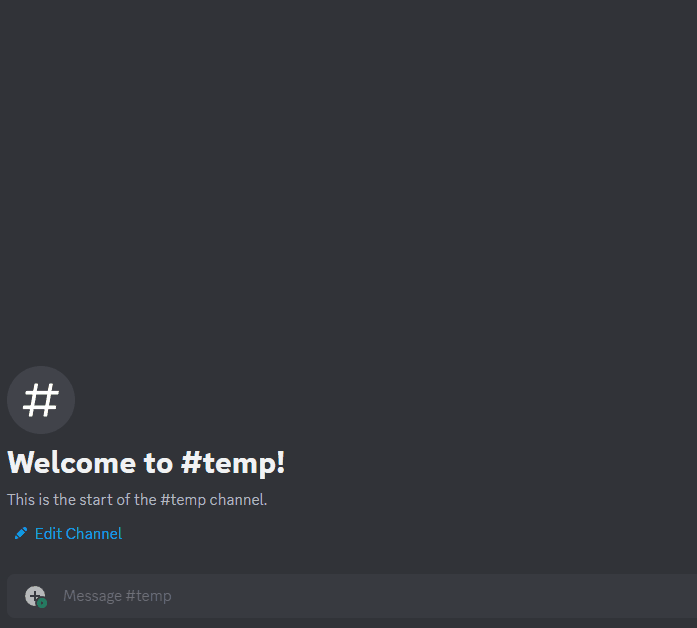 Welcome to #temp!
This is the start of the #temp channel.
Edit Channel
Message #temp